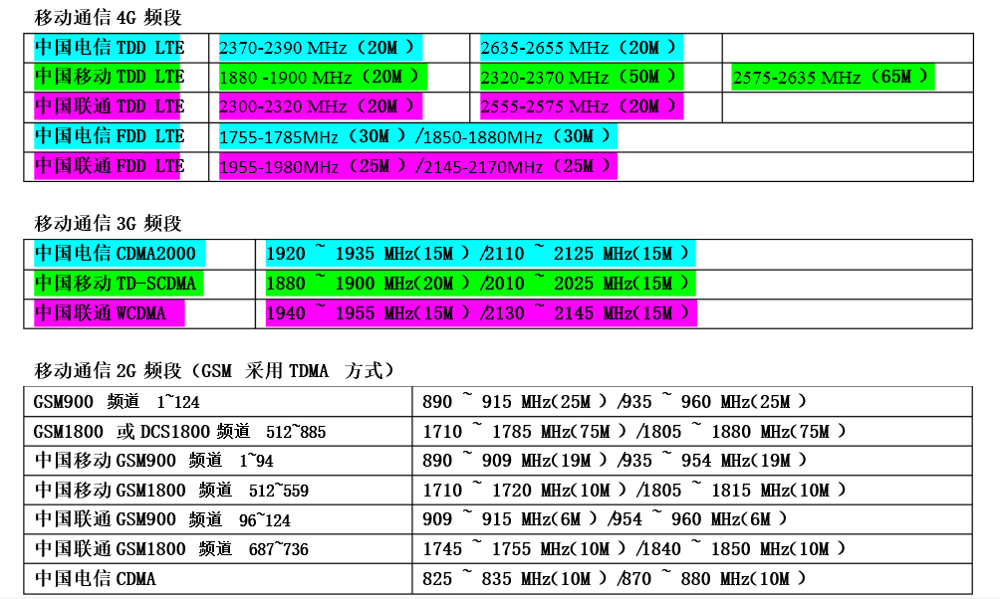 移动通信 4G 频段
中国电信 TDD LTE 2370-2390 MHz（20M ） 2635-2655 MHz（20M ）
中国移动 TDD LTE 1880 -1900 MHz（20M ） 2320-2370 MHz（50M ） 2575-2635 MHz（65M ）
中国联通 TDD LTE 2300-2320 MHz（20M ） 2555-2575 MHz（20M ）
中国电信 FDD LTE 1755-1785MHz（30M ）/1850-1880MHz（30M ）
中国联通 FDD LTE 1955-1980MHz（25M ）/2145-2170MHz（25M ）
移动通信 3G 频段
中国电信 CDMA2000 1920 ~ 1935 MHz(15M ）/2110 ~ 2125 MHz(15M ）
中国移动 TD-SCDMA 1880 ~ 1900 MHz(20M ）/2010 ~ 2025 MHz(15M ）
中国联通 WCDMA 1940 ~ 1955 MHz(15M ）/2130 ~ 2145 MHz(15M ）
移动通信 2G 频段（GSM 采用 TDMA 方式）
GSM900 频道 1~124 890 ~ 915 MHz(25M ）/935 ~ 960 MHz(25M ）
GSM1800 或 DCS1800 频道 512~885 1710 ~ 1785 MHz(75M ）/1805 ~ 1880 MHz(75M ）
中国移动 GSM900 频道 1~94 890 ~ 909 MHz(19M ）/935 ~ 954 MHz(19M ）
中国移动 GSM1800 频道 512~559 1710 ~ 1720 MHz(10M ）/1805 ~ 1815 MHz(10M ）
中国联通 GSM900 频道 96~124 909 ~ 915 MHz(6M ）/954 ~ 960 MHz(6M ）
中国联通 GSM1800 频道 687~736 1745 ~ 1755 MHz(10M ）/1840 ~ 1850 MHz(10M ）
中国电信 CDMA 825 ~ 835 MHz(10M ）/870 ~ 880 MHz(10M ）